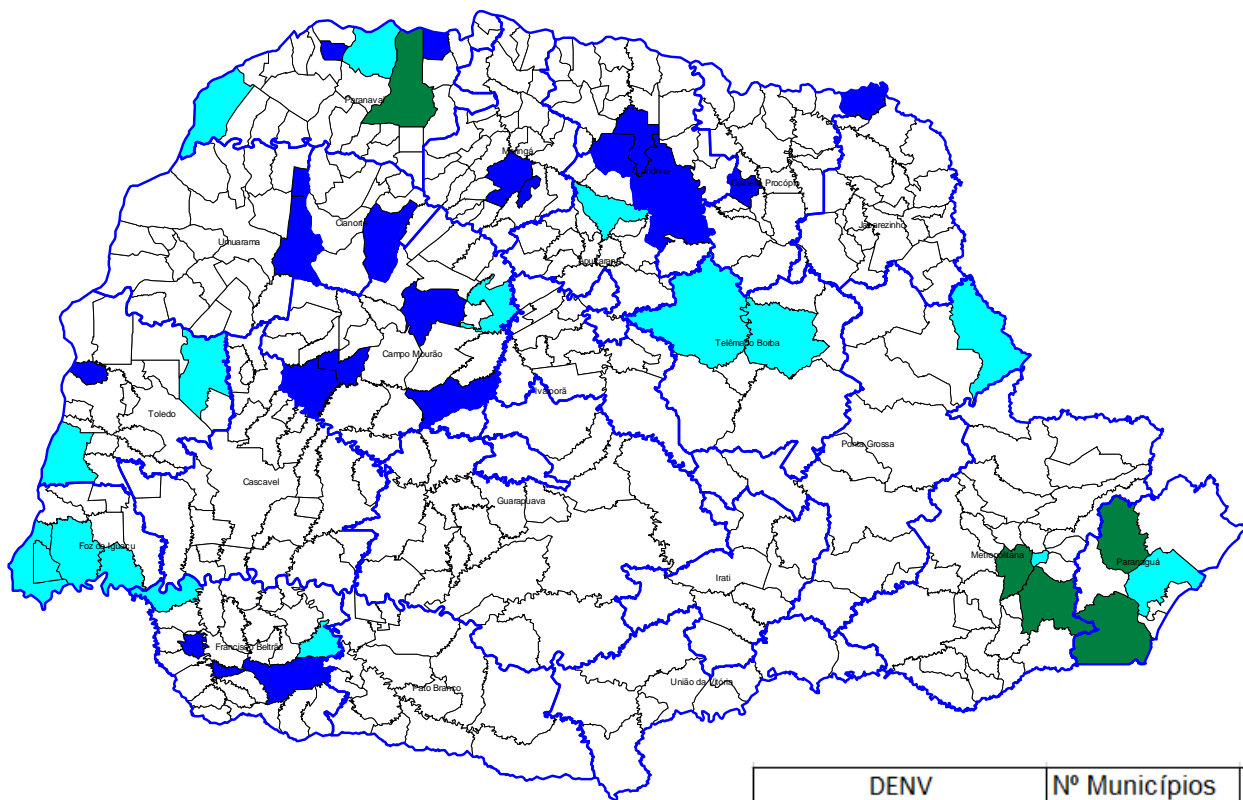 Paranavaí
Maringá
Londrina
Cornélio Procópio
Jacarezinho
Cianorte
Umuarama
Apucarana
Telêmaco Borba
Campo Mourão
Ivaiporã
Toledo
Ponta Grossa
Cascavel
Guarapuava
Foz do Iguaçu
Metropolitana
Paranaguá
Irati
Francisco Beltrão
Pato Branco
União da Vitória
DENV Nº Municípios